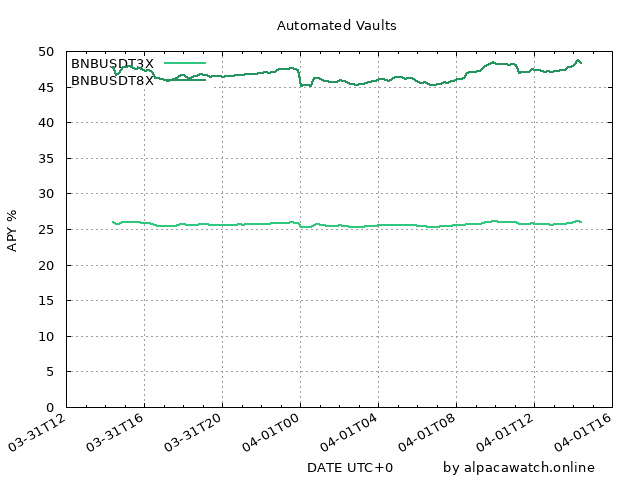 Automated Vaults
BNBUSDT3X
BNBUSDT8X
50
45
40
35
30
25
20
15
10
5
0
APY %
03-31T12
03-31T16
03-31T20
04-01T00
04-01T04
04-01T08
04-01T12
04-01T16
DATE UTC+0
by alpacawatch.online